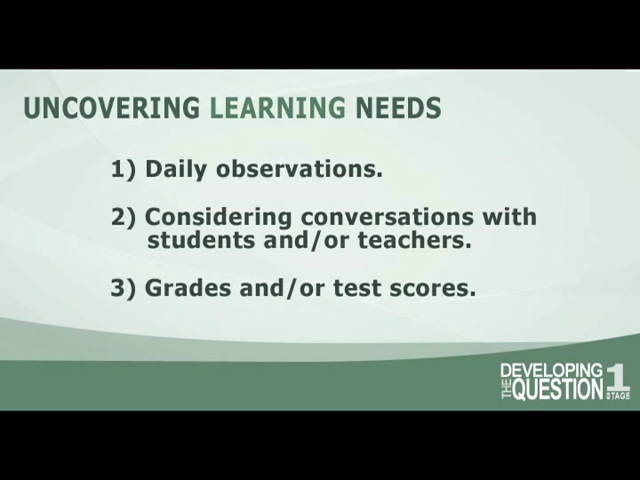 UNCOVERING LEARNING NEEDS
1) Daily observations.
2) Considering conversations with
students and/or teachers.
3) Grades and/or test scores.
DEVELOPING
THE QUESTION 1
STAGE